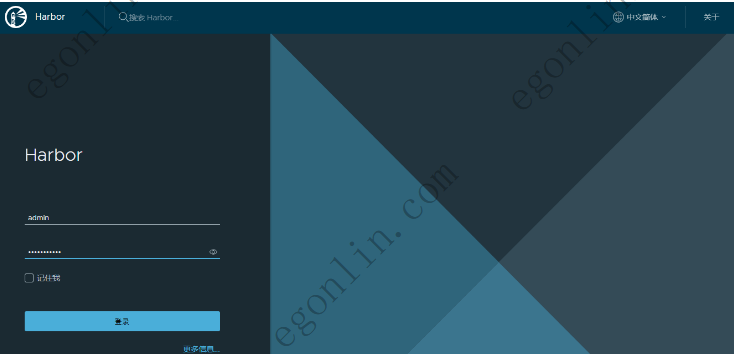 Harbor
搜索 Harbor
中文简体
关于
Harbor
admin
•••••••••••
记住我
登录
更多信息...
egonlin.com
egonlin.com
egonlin.com